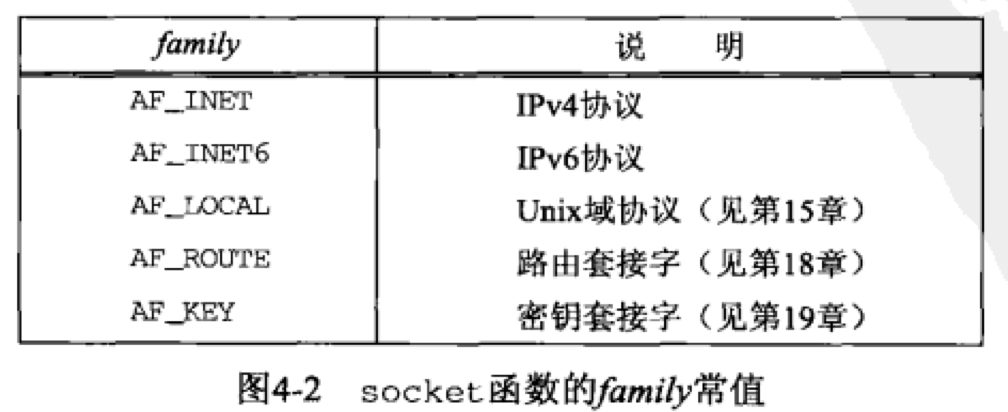 family 说 明
AF_INET IPv4协议
AF_INET6 IPv6协议
AF_LOCAL Unix域协议（见第15章）
AF_ROUTE 路由套接字（见第18章）
AF_KEY 密钥套接字（见第19章）
图4-2 socket函数的family常值